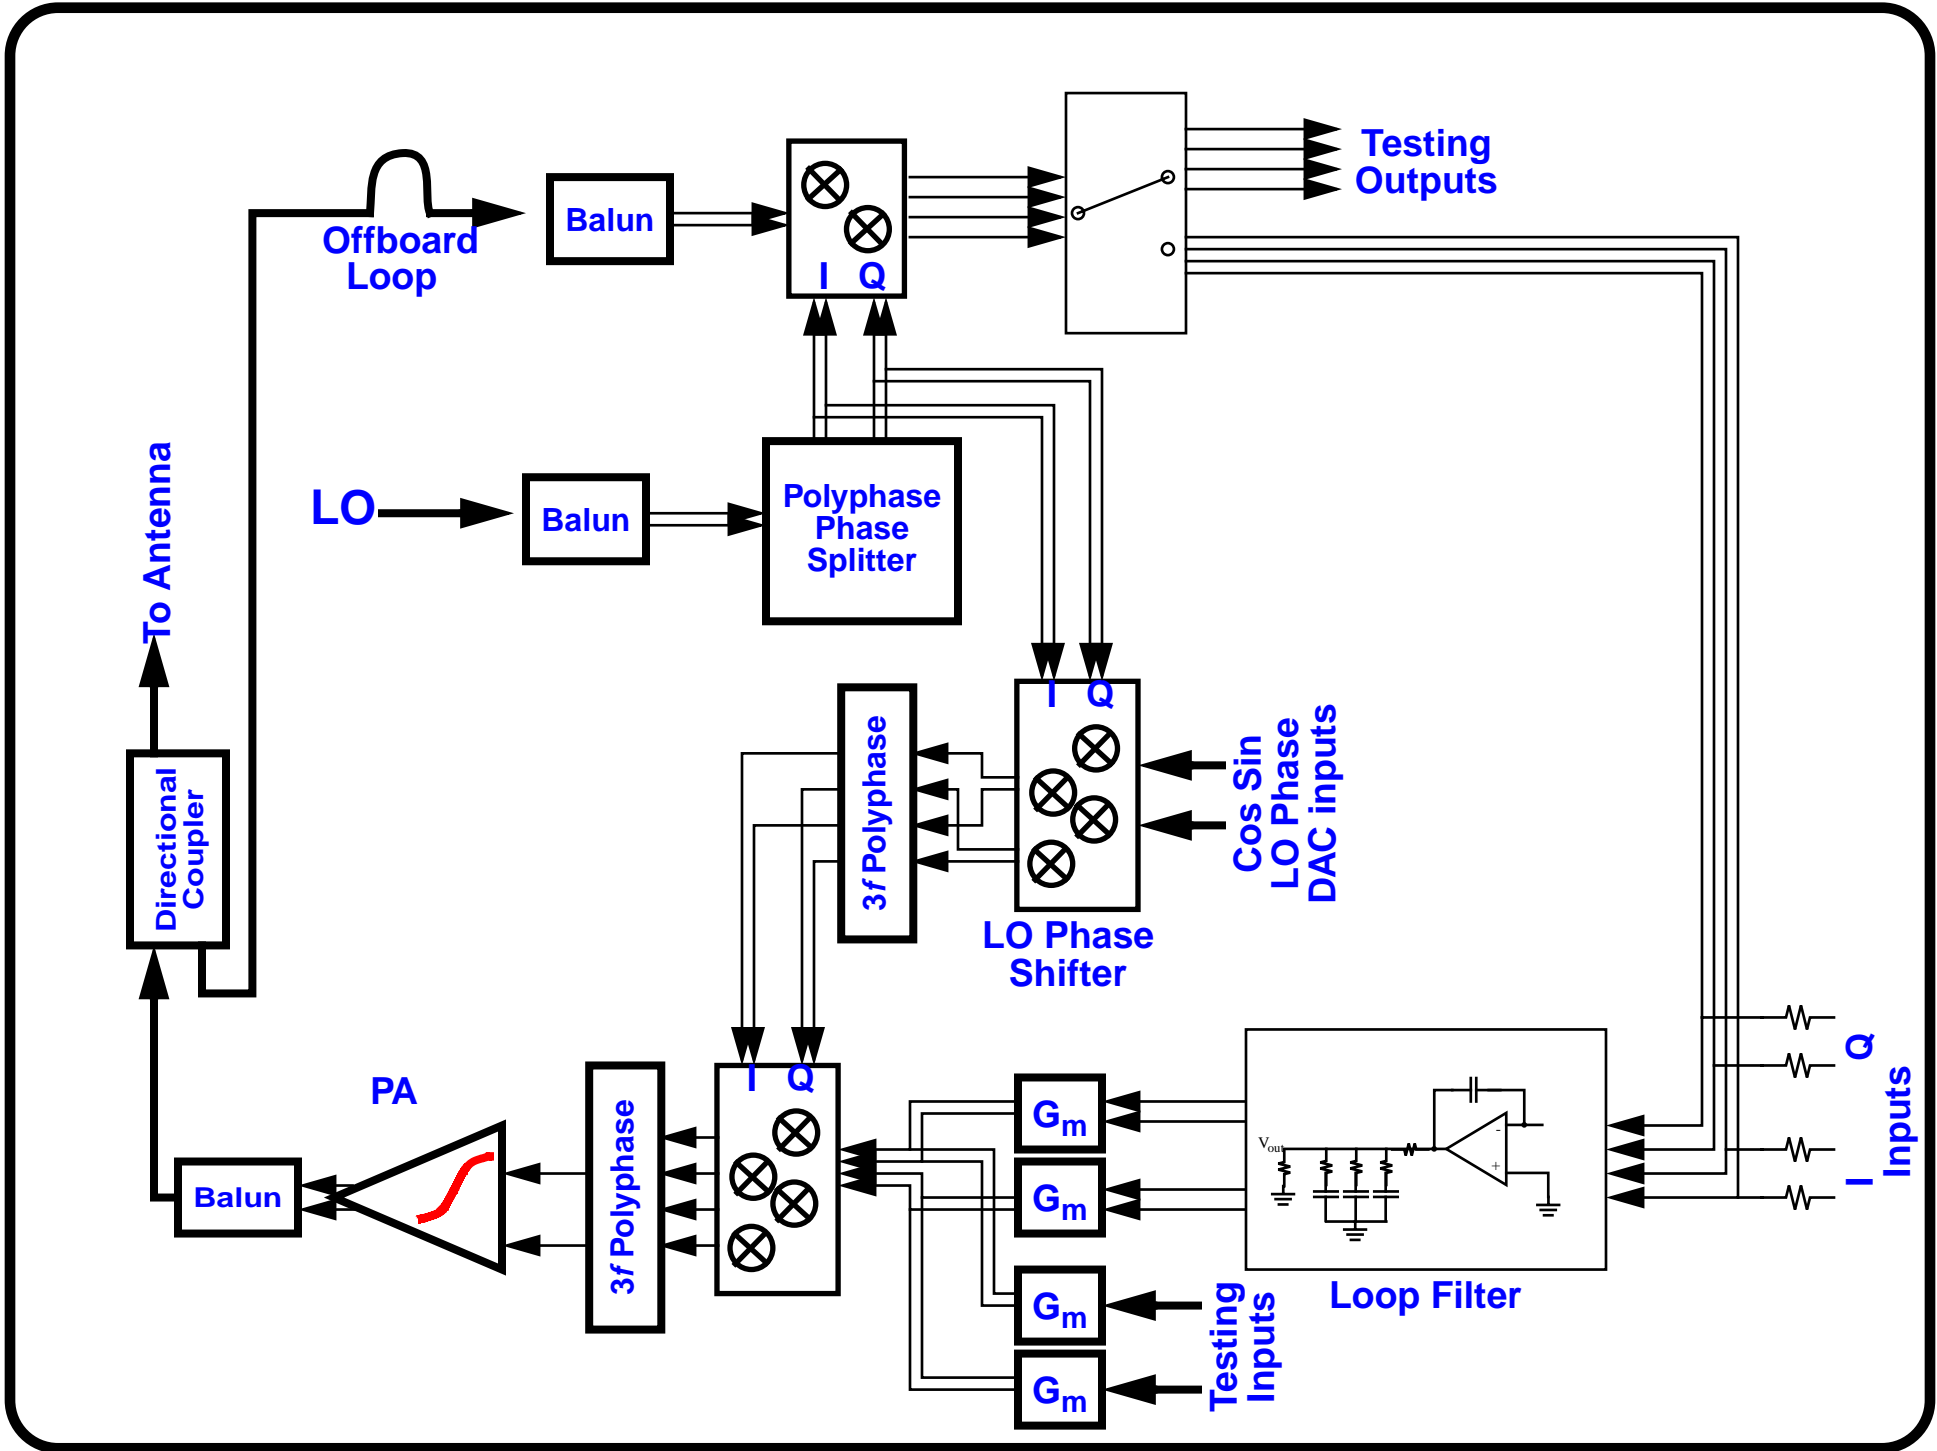 Testing
Outputs
Balun
Offboard
Loop
I Q
To Antenna
LO
Balun
Polyphase
Phase
Splitter
I Q
3f Polyphase
Cos Sin
LO Phase
DAC inputs
Directional
Coupler
LO Phase
Shifter
Q
I
Inputs
PA
I Q
3f Polyphase
Gm
Gm
Vout
-
+
Balun
Loop Filter
Gm
Gm
Testing
Inputs